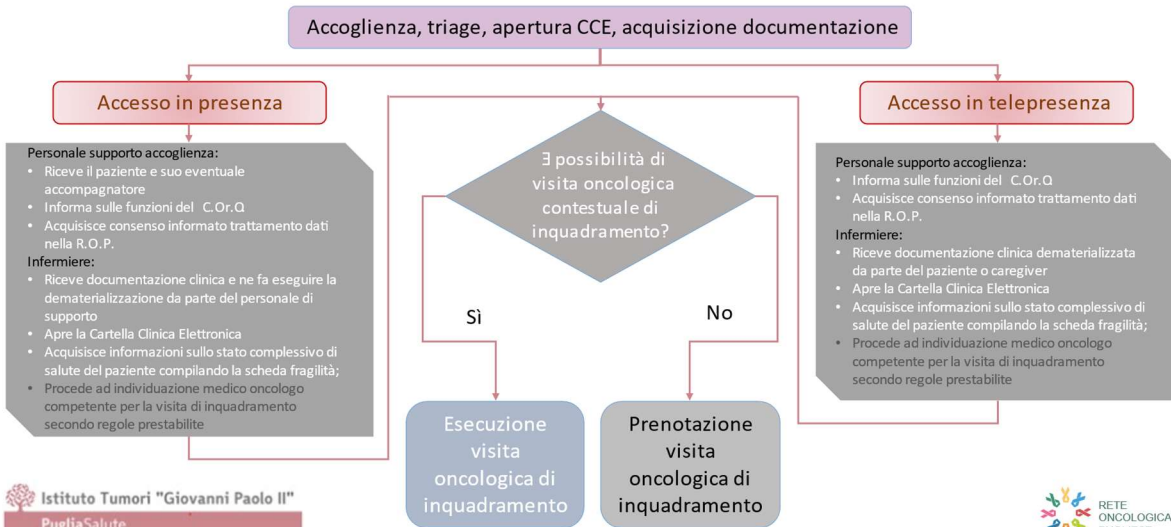 Accoglienza, triage, apertura CCE, acquisizione documentazione
Accesso in presenza
Personale supporto accoglienza:
• Riceve il paziente e suo eventuale
accompagnatore
• Informa sulle funzioni del C.Or.O
• Acquisisce consenso informato trattamento dati
nella R.O.P.
Infermiere:
• Riceve documentazione clinica e ne fa eseguire la
dematerializzazione da parte del personale di
supporto
• Apre la Cartella Clinica Elettronica
• Acquisisce informazioni sullo stato complessivo di
salute del paziente compilando la scheda fragilità;
• Procede ad individuazione medico oncologo
competente per la visita di inquadramento
secondo regole prestabilite
∃ possibilità di
visita oncologica
contestuale di
inquadramento?
Sì
No
Esecuzione
visita
oncologica di
inquadramento
Prenotazione
visita
oncologica di
inquadramento
Accesso in telepresenza
Personale supporto accoglienza:
• Informa sulle funzioni del C.Or.O
• Acquisisce consenso informato trattamento dati
nella R.O.P.
Infermiere:
• Riceve documentazione clinica dematerializzata
da parte del paziente o caregiver
• Apre la Cartella Clinica Elettronica
• Acquisisce informazioni sullo stato complessivo di
salute del paziente compilando la scheda fragilità;
• Procede ad individuazione medico oncologo
competente per la visita di inquadramento
secondo regole prestabilite
Istituto Tumori "Giovanni Paolo II"
PugliaSalute
RETE
ONCOLOGICA